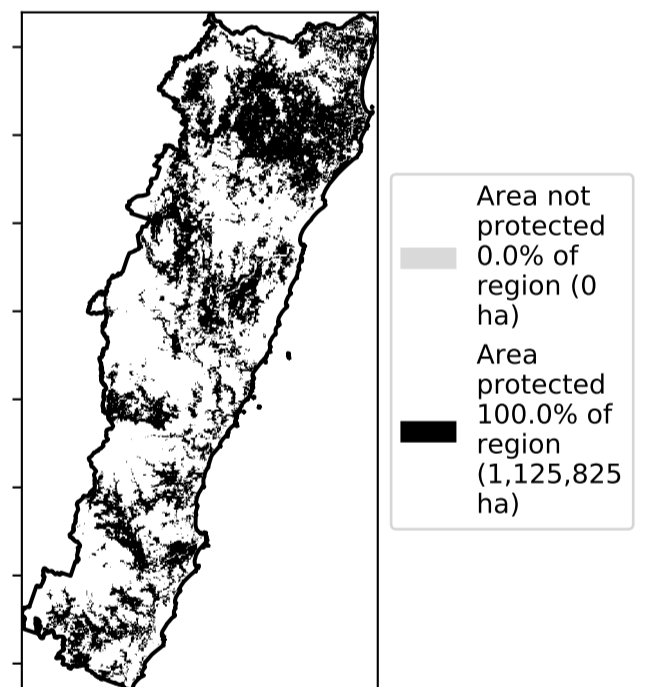 Area not
protected
0.0% of
region (0
ha)
Area
protected
100.0% of
region
(1,125,825
ha)